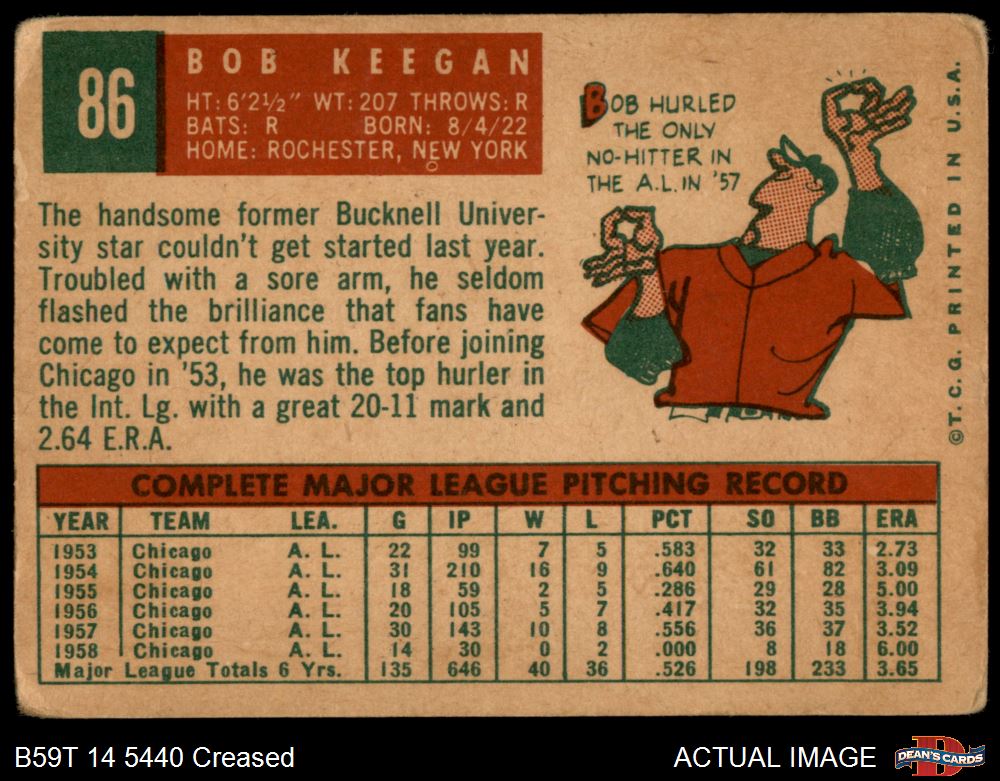 86
BOB KEEGAN
HT: 6'2½" WT: 207 THROWS: R
BATS: R BORN: 8/4/22
HOME: ROCHESTER, NEW YORK
BOB HURLED
THE ONLY
NO-HITTER IN
THE A.L. IN '57
The handsome former Bucknell Univer-
sity star couldn't get started last year.
Troubled with a sore arm, he seldom
flashed the brilliance that fans have
come to expect from him. Before joining
Chicago in '53, he was the top hurler in
the Int. Lg. with a great 20-11 mark and
2.64 E.R.A.
©T. C. G. PRINTED IN U.S.A.
COMPLETE MAJOR LEAGUE PITCHING RECORD
YEAR TEAM LEA. G IP W L PCT SO BB ERA
1953 Chicago A. L. 22 99 7 5 .583 32 33 2.73
1954 Chicago A. L. 31 210 16 9 .640 61 82 3.09
1955 Chicago A. L. 18 59 2 5 .286 29 28 5.00
1956 Chicago A. L. 20 105 5 7 .417 32 35 3.94
1957 Chicago A. L. 30 143 10 8 .556 36 37 3.52
1958 Chicago A. L. 14 30 0 2 .000 8 18 6.00
Major League Totals 6 Yrs. 135 646 40 36 .526 198 233 3.65
B59T 14 5440 Creased
ACTUAL IMAGE
D
DEAN'S CARDS